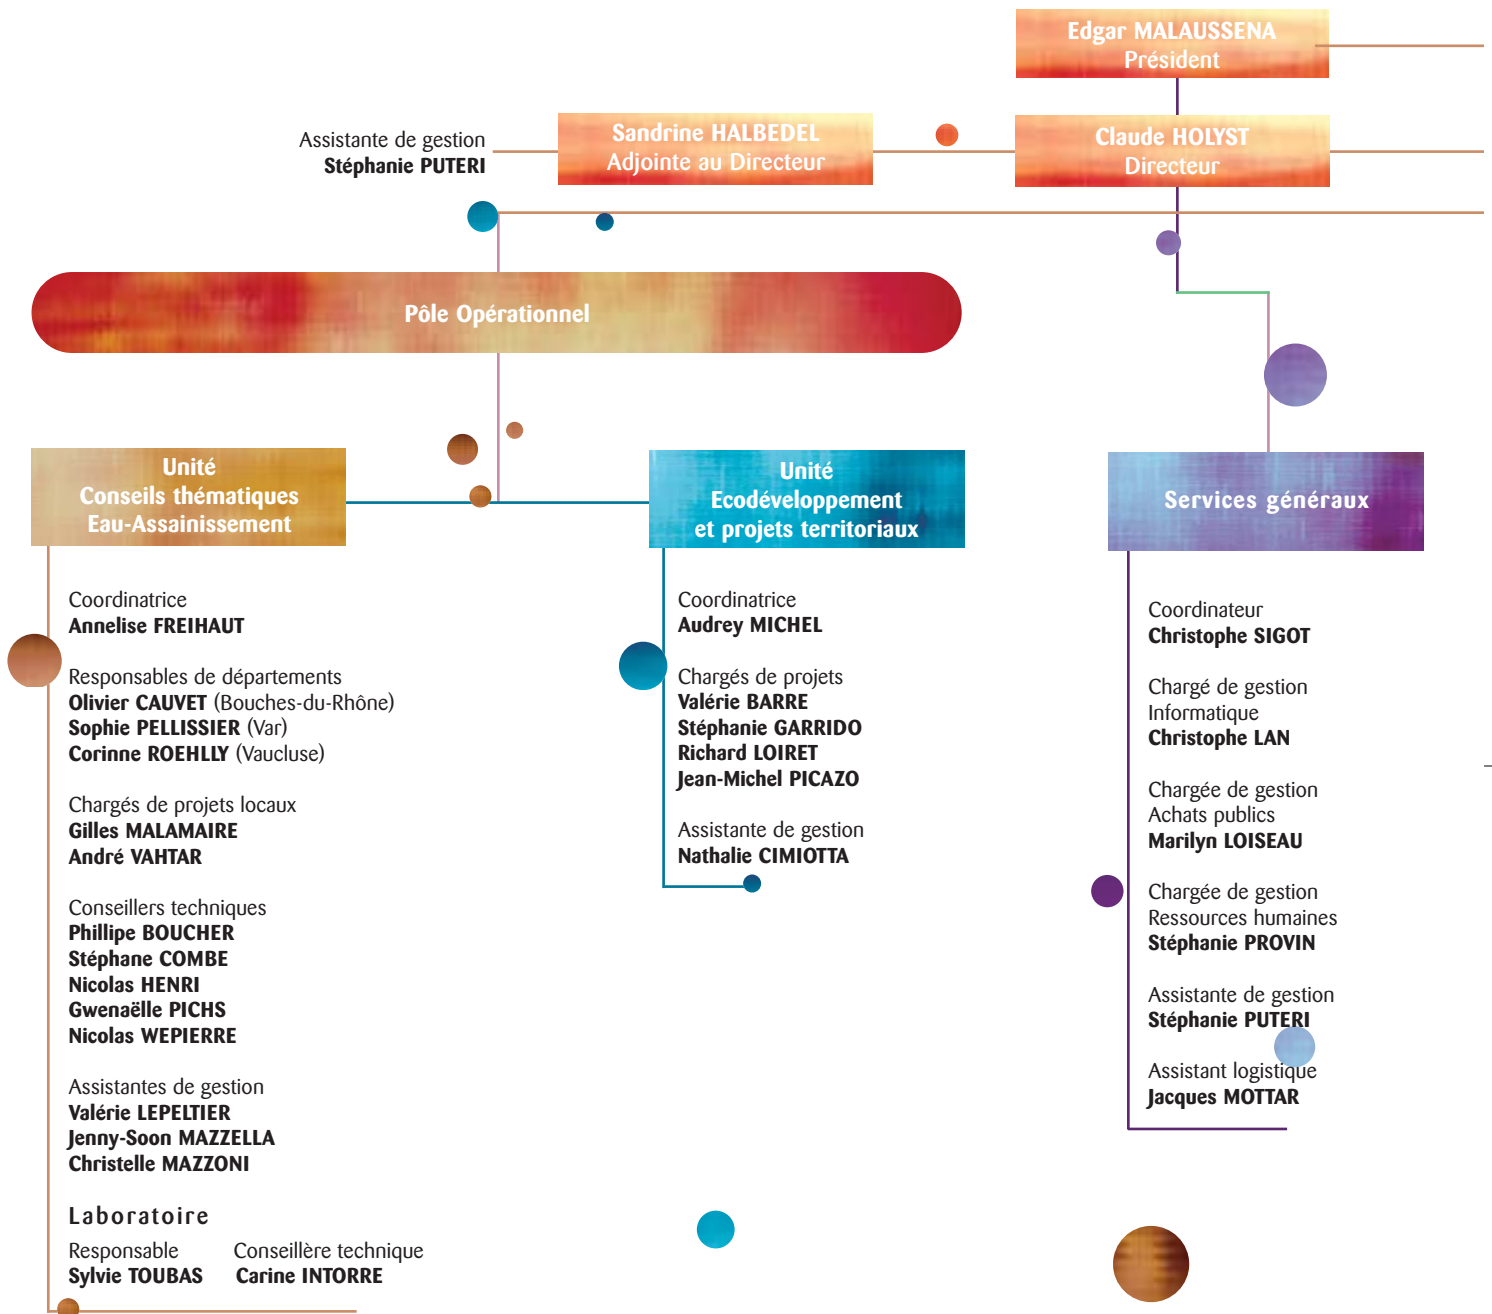 Edgar MALAUSSENA
Président
Assistante de gestion
Stéphanie PUTERI
Sandrine HALBEDEL
Adjointe au Directeur
Claude HOLYST
Directeur
Pôle Opérationnel
Unité
Conseils thématiques
Eau-Assainissement
Coordinatrice
Annelise FREIHAUT
Responsables de départements
Olivier CAUVET (Bouches-du-Rhône)
Sophie PELLISSIER (Var)
Corinne ROEHLLY (Vaucluse)
Chargés de projets locaux
Gilles MALAMAIRE
André VAHTAR
Conseillers techniques
Phillipe BOUCHER
Stéphane COMBE
Nicolas HENRI
Gwenaëlle PICHS
Nicolas WEPIERRE
Assistantes de gestion
Valérie LEPELTIER
Jenny-Soon MAZZELLA
Christelle MAZZONI
Laboratoire
Responsable
Sylvie TOUBAS
Conseillère technique
Carine INTORRE
Unité
Ecodéveloppement
et projets territoriaux
Coordinatrice
Audrey MICHEL
Chargés de projets
Valérie BARRE
Stéphanie GARRIDO
Richard LOIRET
Jean-Michel PICAZO
Assistante de gestion
Nathalie CIMIOTTA
Services généraux
Coordinateur
Christophe SIGOT
Chargé de gestion
Informatique
Christophe LAN
Chargée de gestion
Achats publics
Marilyn LOISEAU
Chargée de gestion
Ressources humaines
Stéphanie PROVIN
Assistante de gestion
Stéphanie PUTERI
Assistant logistique
Jacques MOTTAR